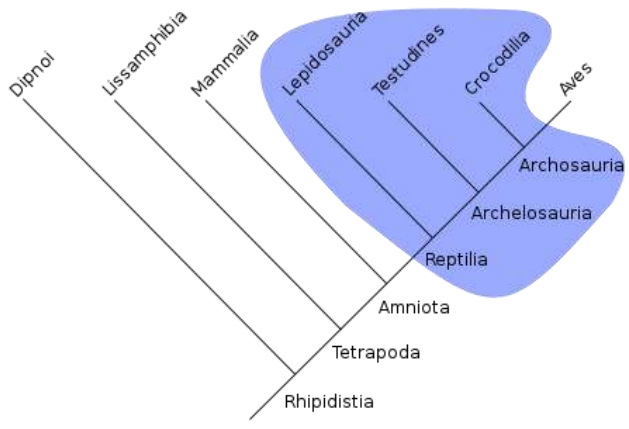 Dipnoi
Lissamphibia
Mammalia
Lepidosauria
Testudines
Crocodilia
Aves
Archosauria
Archelosauria
Reptilia
Amniota
Tetrapoda
Rhipidistia